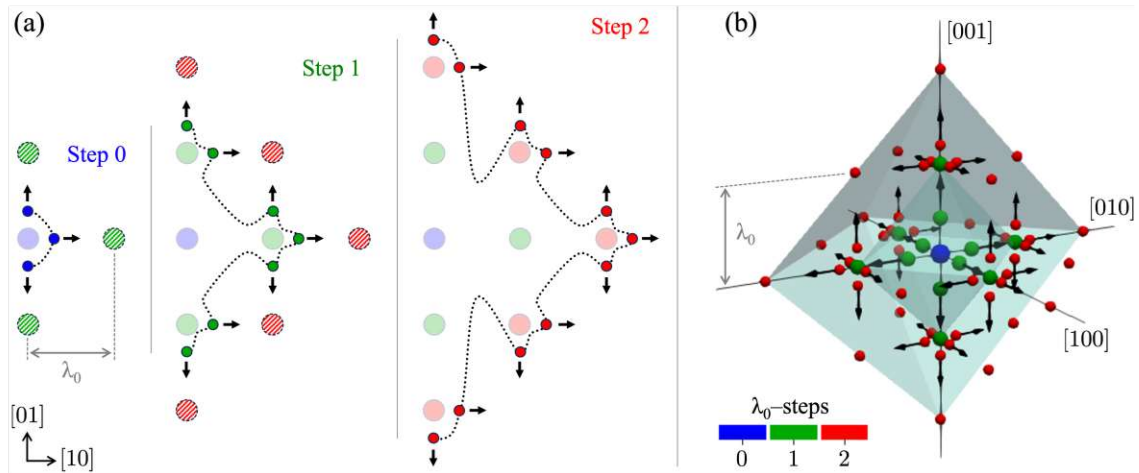 (a)
Step 0
Step 1
Step 2
λ₀
[01]
[10]
(b)
[001]
[010]
[100]
λ₀
λ₀–steps
0 1 2